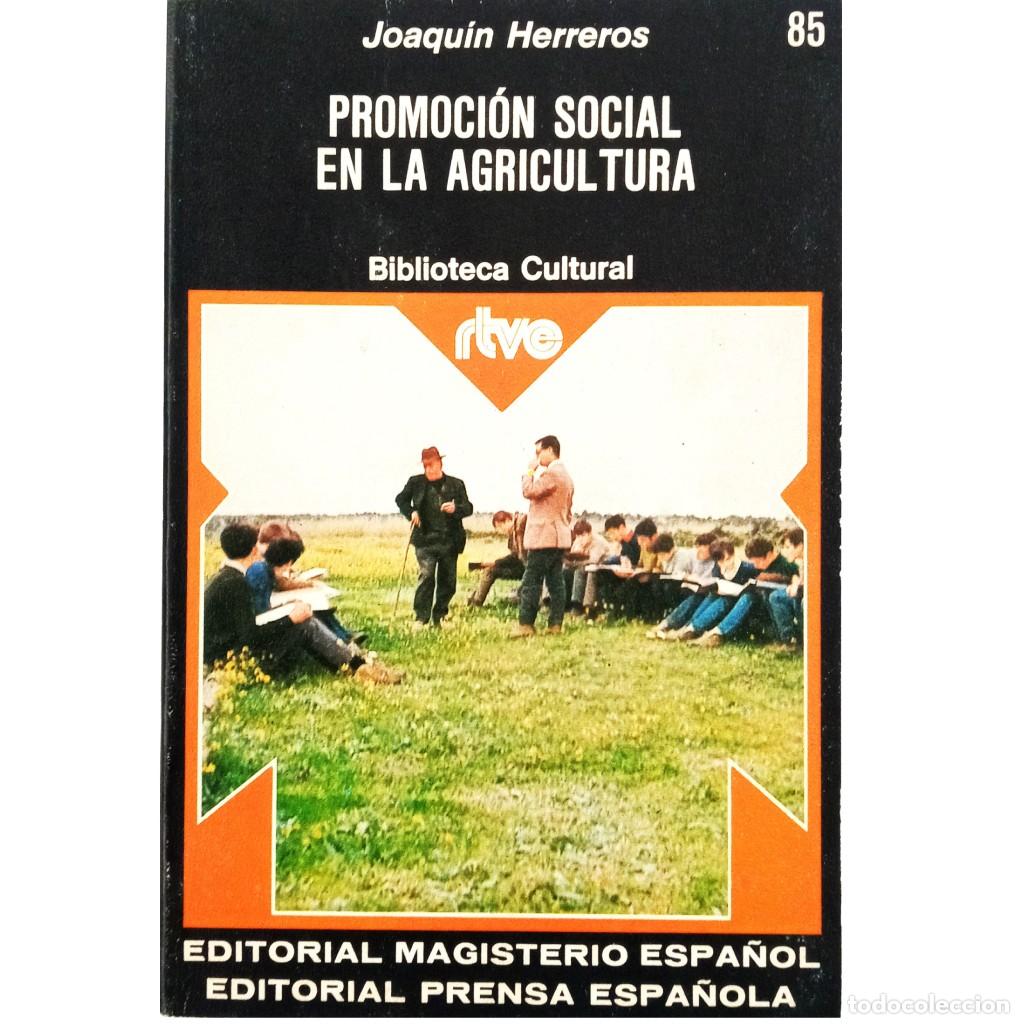 Joaquín Herreros 85
PROMOCIÓN SOCIAL
EN LA AGRICULTURA
Biblioteca Cultural
rtve
EDITORIAL MAGISTERIO ESPAÑOL
EDITORIAL PRENSA ESPAÑOLA
todocoleccion